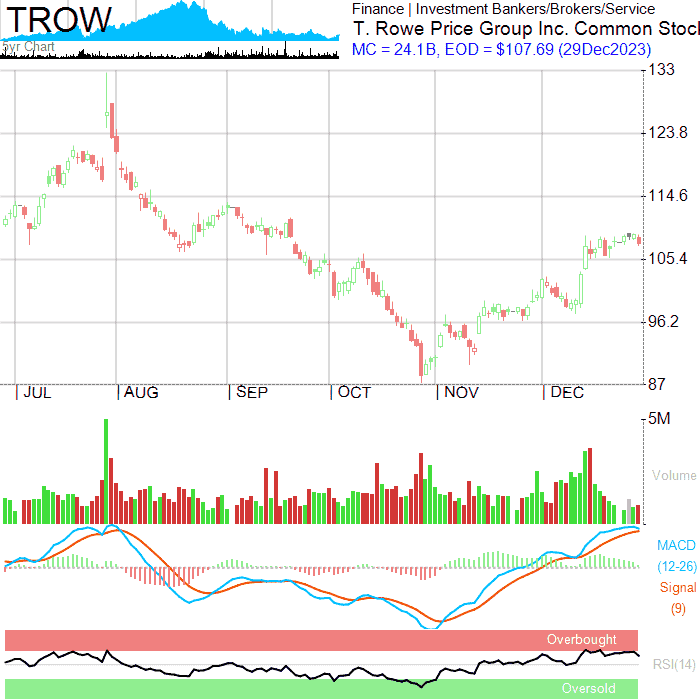 TROW
5yr Chart
Finance | Investment Bankers/Brokers/Service
T. Rowe Price Group Inc. Common Stoc
MC = 24.1B, EOD = $107.69 (29Dec2023)
133
123.8
114.6
105.4
96.2
87
JUL AUG SEP OCT NOV DEC
5M
Volume
MACD
(12-26)
Signal
(9)
Overbought
RSI(14)
Oversold